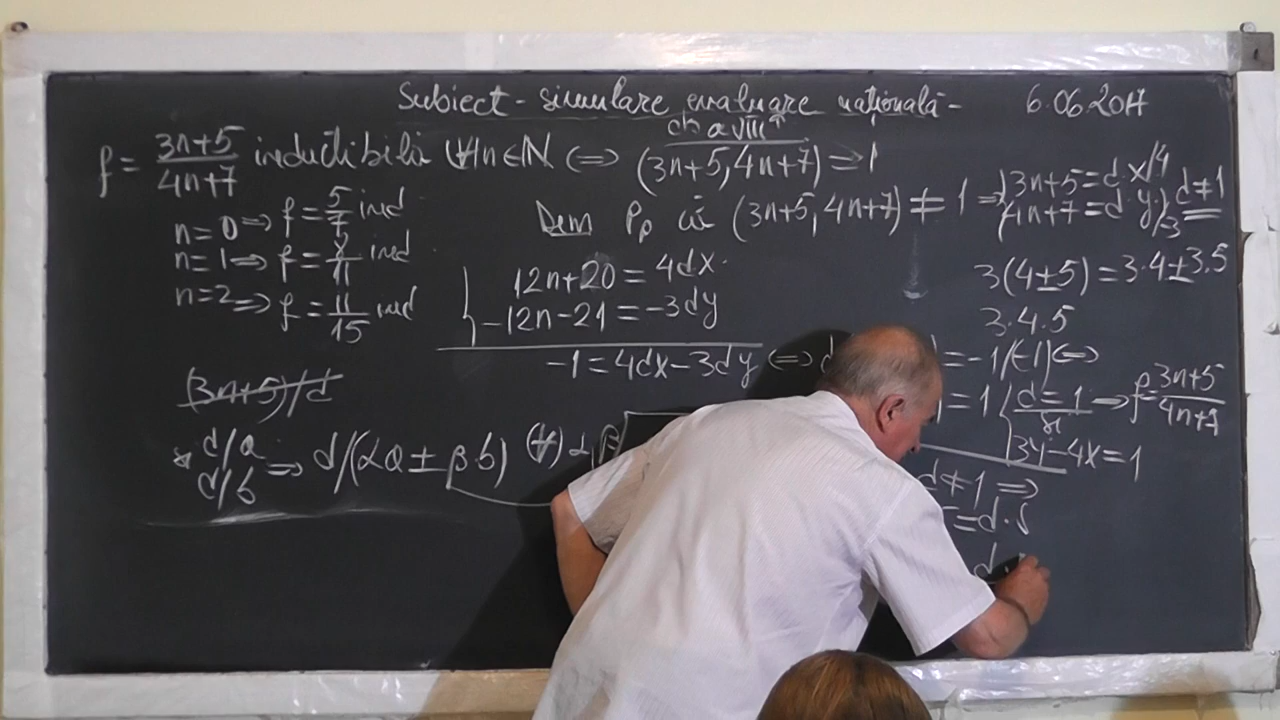 Subiect - simulare evaluare națională - 6.06.2017
cls a VIII a
f = (3n+5)/(4n+7) ireductibilă (∀) n∈N ⇔ (3n+5, 4n+7) = 1
n=0 ⇒ f = 5/7 ired
n=1 ⇒ f = 8/11 ired
n=2 ⇒ f = 11/15 ired
Dem Pp că (3n+5, 4n+7) ≠ 1 ⇒ 3n+5 = d·x /4
4n+7 = d·y /-3, d≠1
12n+20 = 4dx
-12n-21 = -3dy
-1 = 4dx-3dy ⇔
= -1 /(-1) ⇔
= 1
d = 1
3y-4x = 1
⇒ f = (3n+5)/(4n+7)
3(4±5) = 3·4±3·5
3·4·5
(3n+5)/d
* d/a
d/b
⇒ d/(αa ± βb) (∀) α, β
d≠1 ⇒
= d·
d